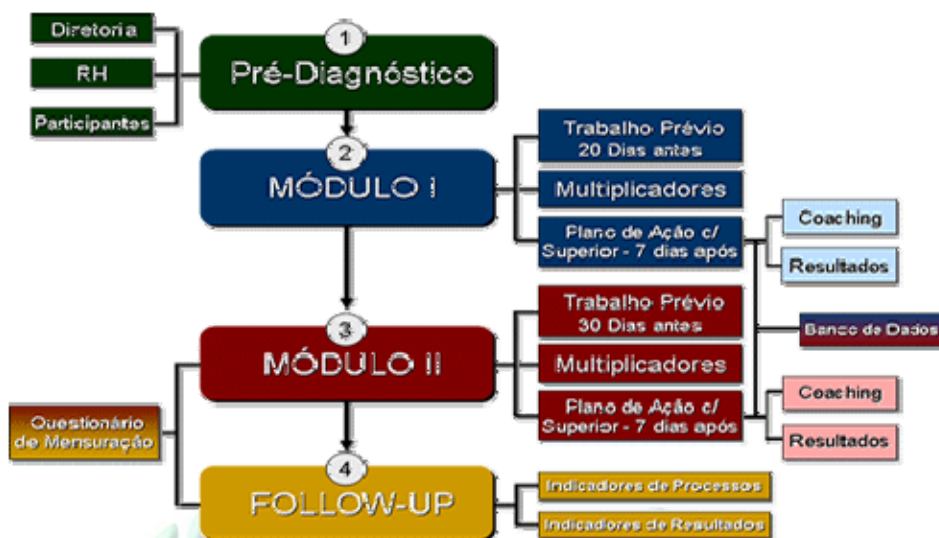 Diretoria
RH
Participantes
1
Pré-Diagnóstico
2
MÓDULO I
Trabalho Prévio
20 Dias antes
Multiplicadores
Plano de Ação c/
Superior - 7 dias após
Coaching
Resultados
Banco de Dados
3
MÓDULO II
Trabalho Prévio
30 Dias antes
Multiplicadores
Plano de Ação c/
Superior - 7 dias após
Coaching
Resultados
Questionário
de Mensuração
4
FOLLOW-UP
Indicadores de Processos
Indicadores de Resultados